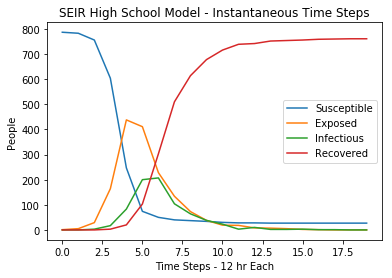 SEIR High School Model - Instantaneous Time Steps
800
700
600
500
400
300
200
100
0
People
Susceptible
Exposed
Infectious
Recovered
0.0 2.5 5.0 7.5 10.0 12.5 15.0 17.5
Time Steps - 12 hr Each